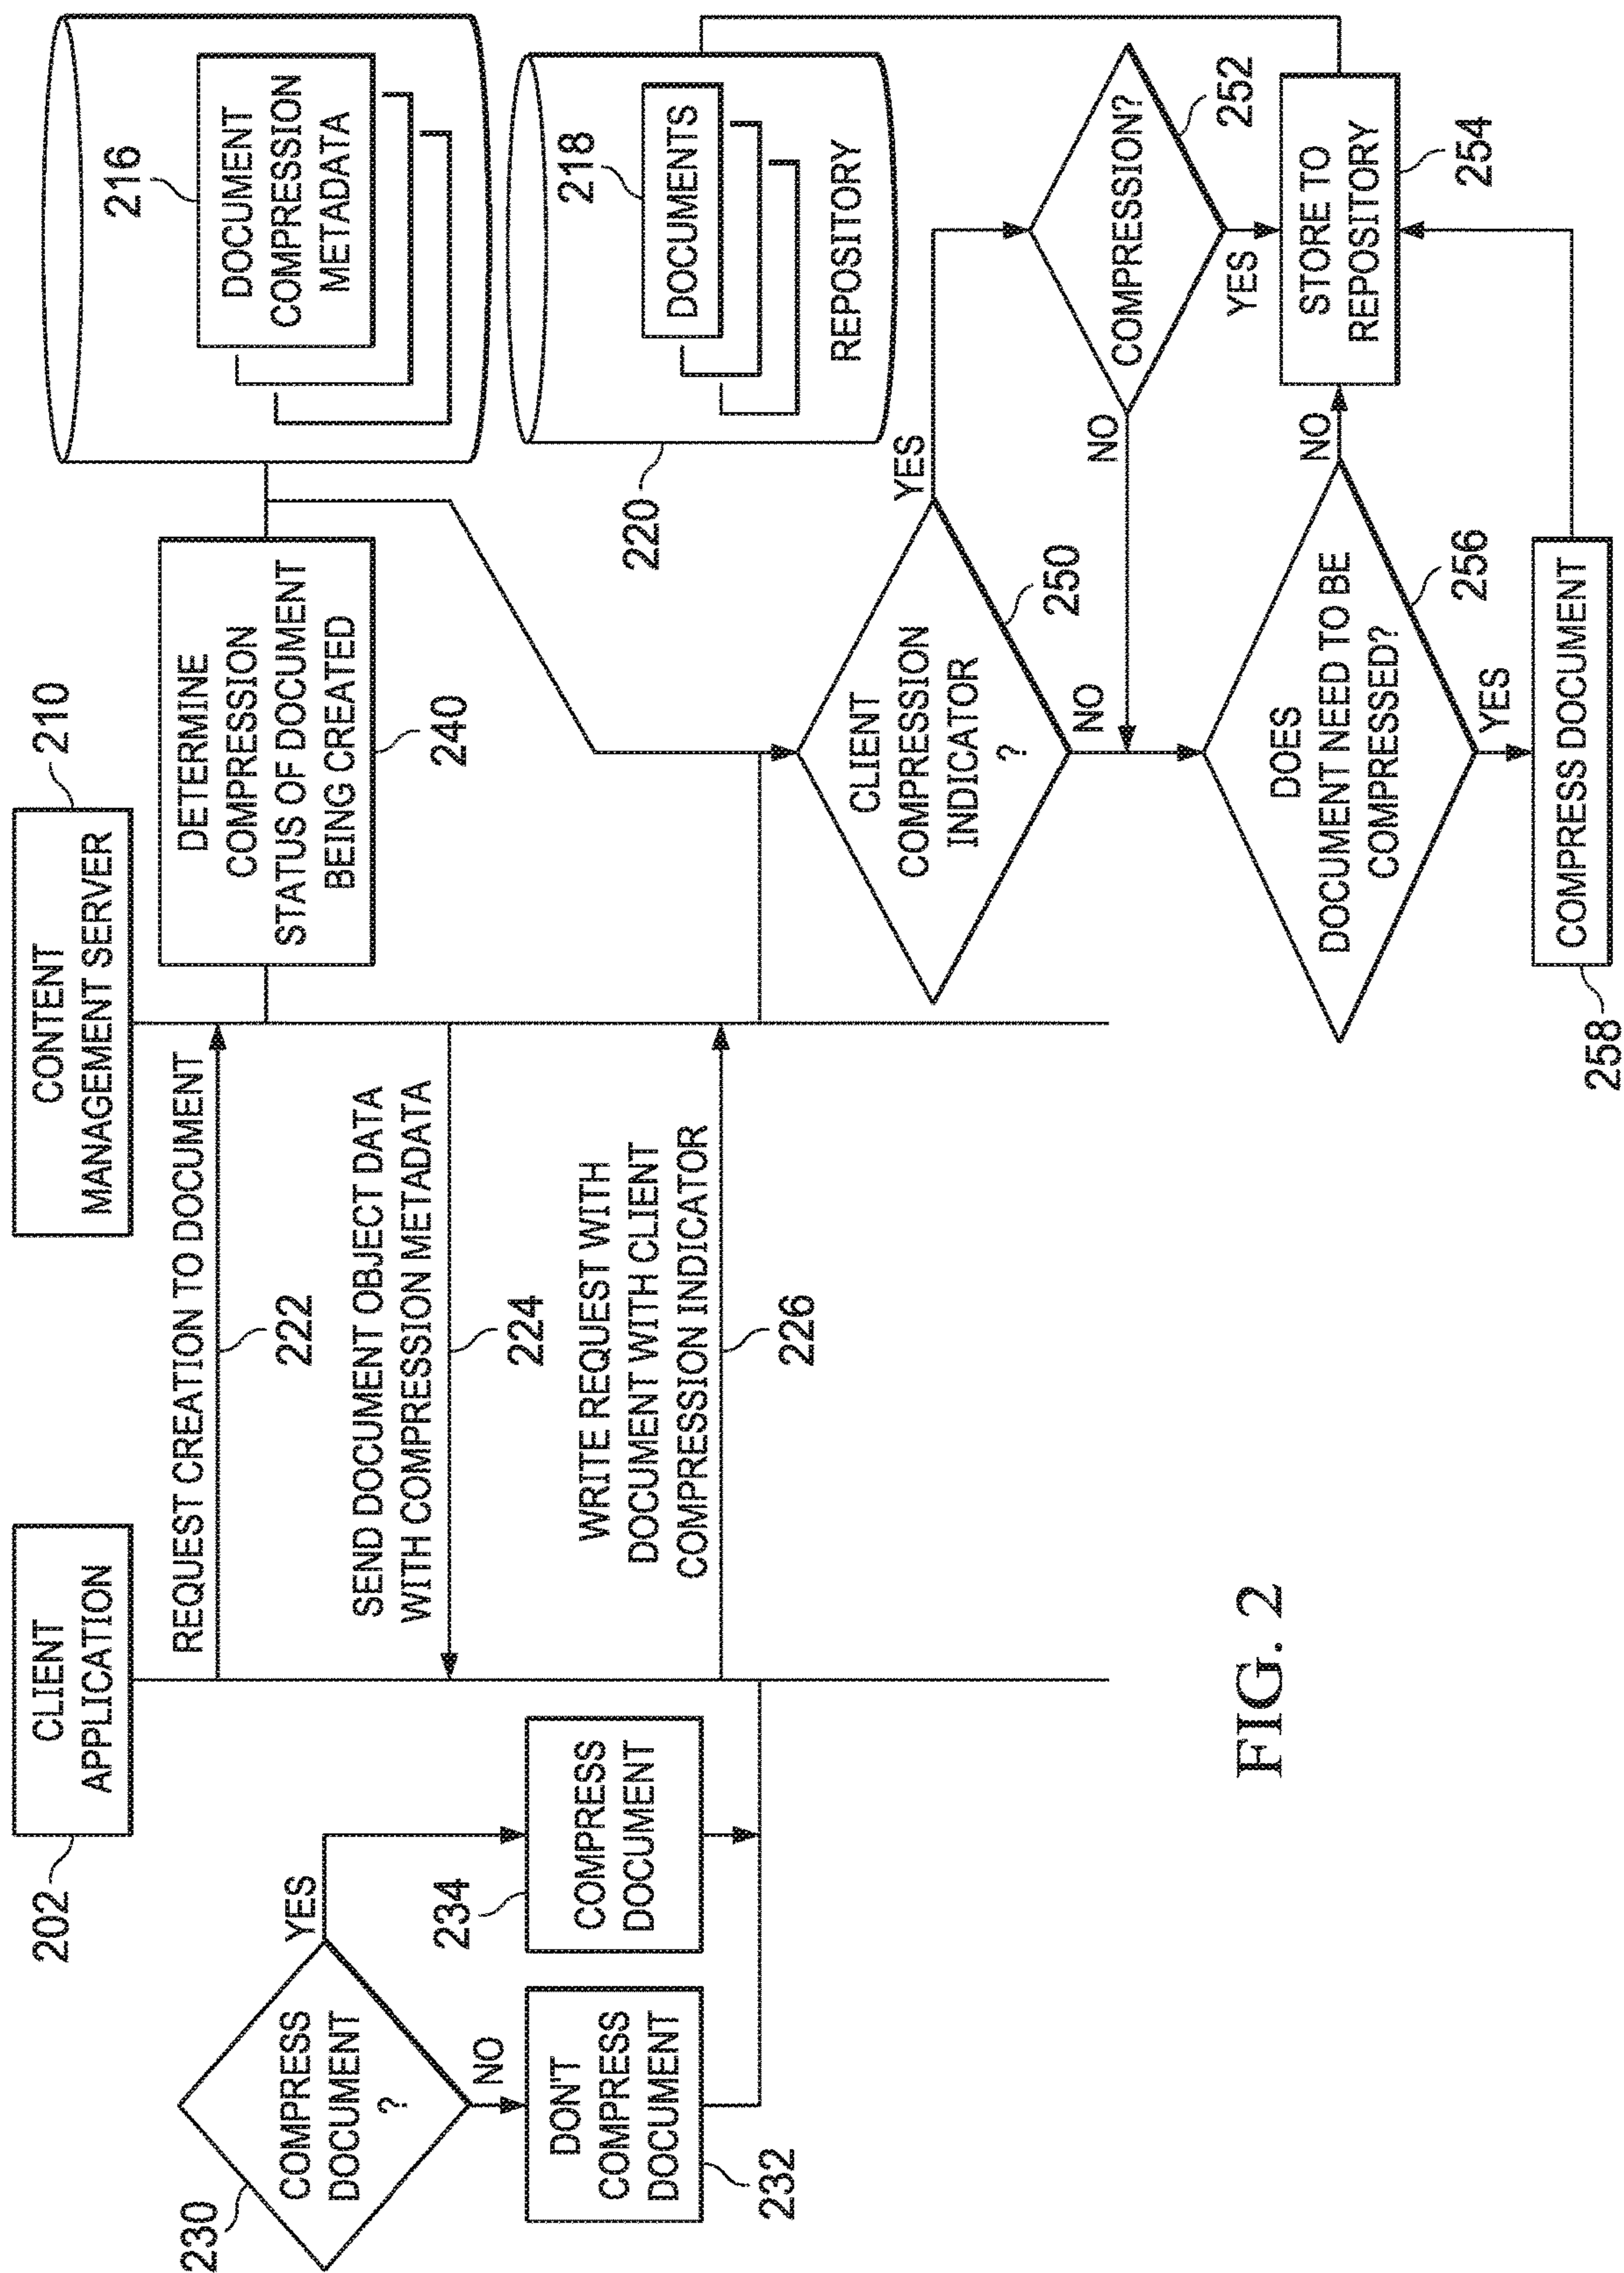 CLIENT
APPLICATION
202
CONTENT
MANAGEMENT SERVER
210
216
DOCUMENT
COMPRESSION
METADATA
REQUEST CREATION TO DOCUMENT
222
DETERMINE
COMPRESSION
STATUS OF DOCUMENT
BEING CREATED
240
230
COMPRESS
DOCUMENT
?
YES
NO
SEND DOCUMENT OBJECT DATA
WITH COMPRESSION METADATA
224
218
DOCUMENTS
REPOSITORY
220
234
COMPRESS
DOCUMENT
DON'T
COMPRESS
DOCUMENT
232
WRITE REQUEST WITH
DOCUMENT WITH CLIENT
COMPRESSION INDICATOR
226
CLIENT
COMPRESSION
INDICATOR
?
YES
250
NO
COMPRESSION?
252
NO
YES
DOES
DOCUMENT NEED TO BE
COMPRESSED?
256
NO
YES
STORE TO
REPOSITORY
254
COMPRESS DOCUMENT
258
FIG. 2